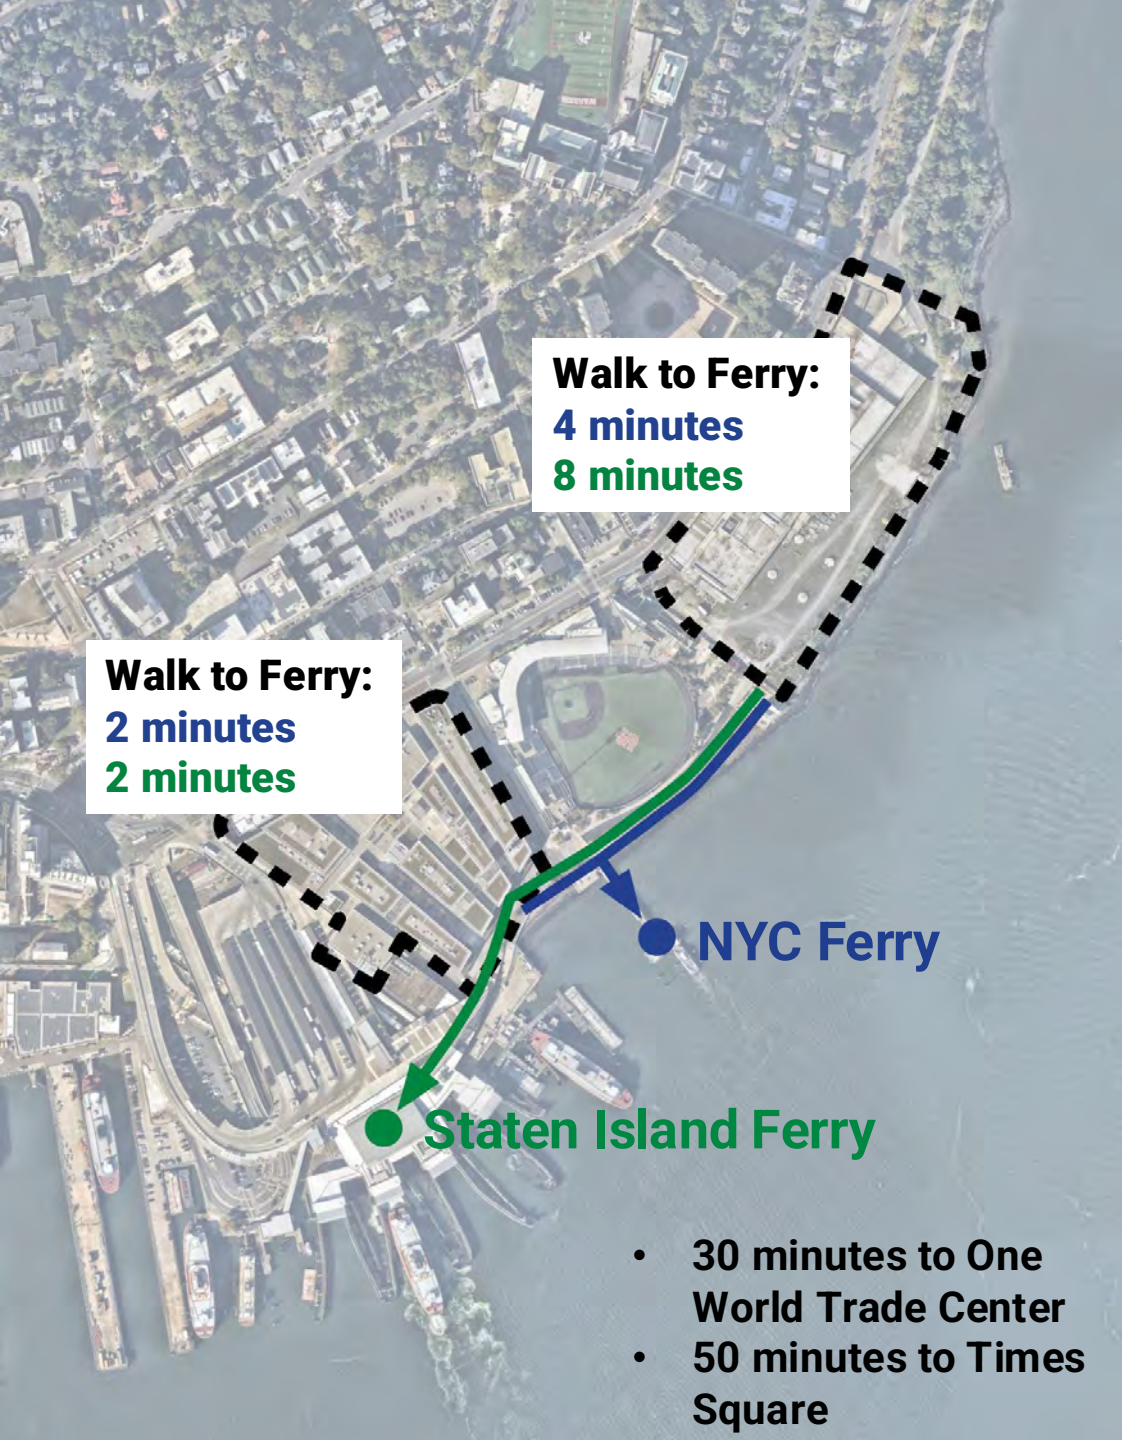 Walk to Ferry:
4 minutes
8 minutes
Walk to Ferry:
2 minutes
2 minutes
NYC Ferry
Staten Island Ferry
• 30 minutes to One
World Trade Center
• 50 minutes to Times
Square